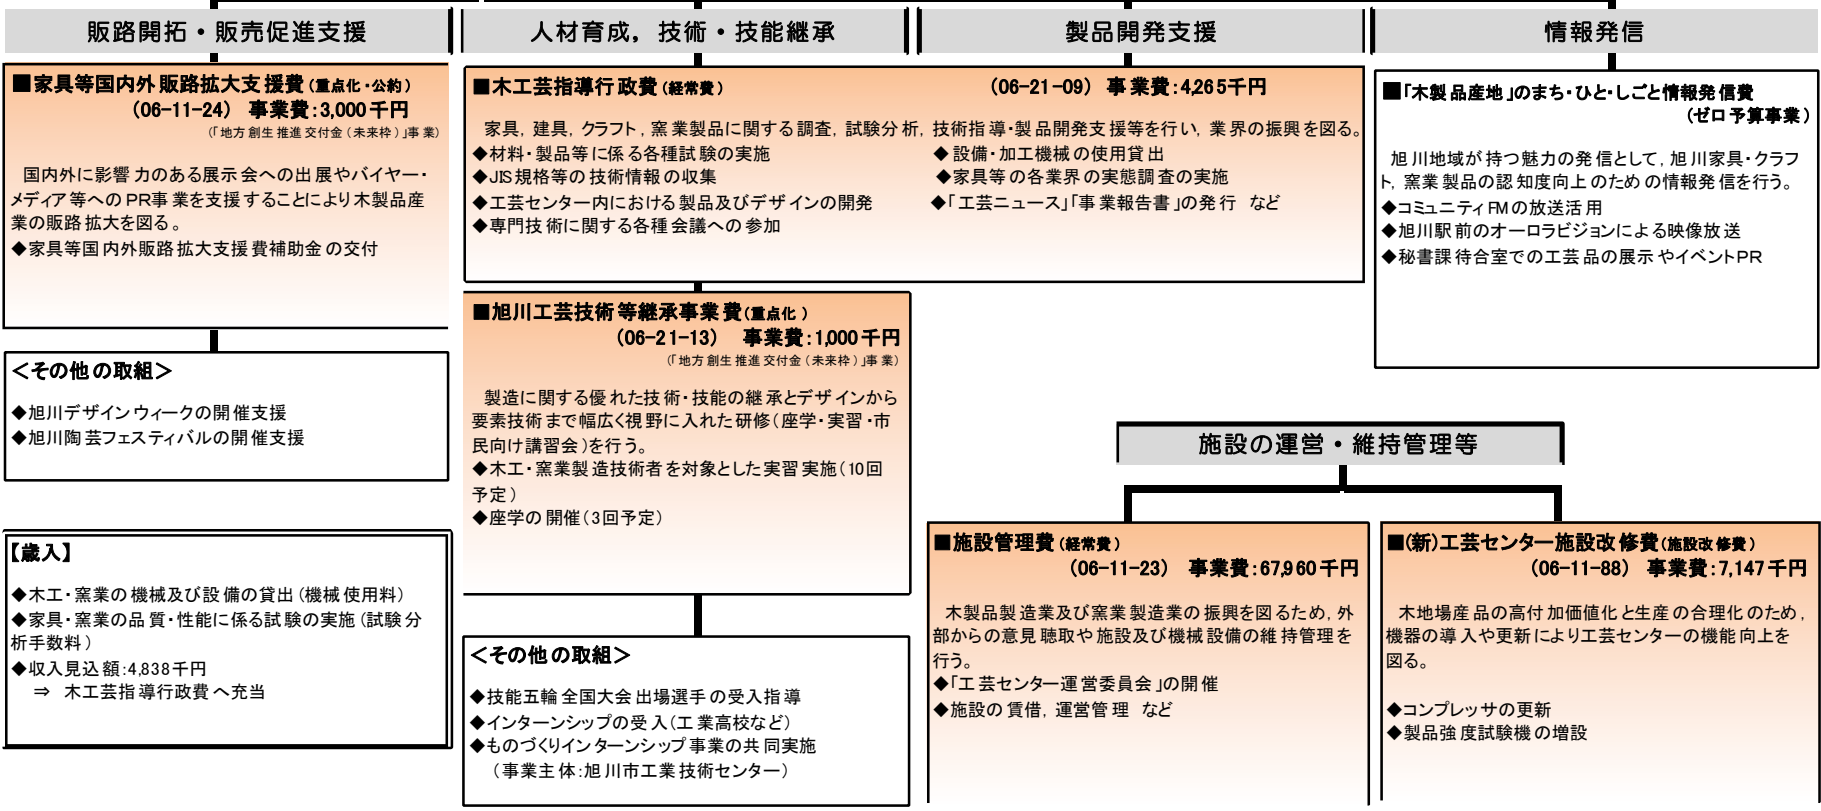 販路開拓・販売促進支援
■家具等国内外販路拡大支援費(重点化・公約)
(06-11-24) 事業費:3,000千円
(「地方創生推進交付金(未来枠)」事業)
国内外に影響力のある展示会への出展やバイヤー・
メディア等へのPR事業を支援することにより木製品産
業の販路拡大を図る。
◆家具等国内外販路拡大支援費補助金の交付
＜その他の取組＞
◆旭川デザインウィークの開催支援
◆旭川陶芸フェスティバルの開催支援
【歳入】
◆木工・窯業の機械及び設備の貸出(機械使用料)
◆家具・窯業の品質・性能に係る試験の実施(試験分
析手数料)
◆収入見込額:4,838千円
⇒ 木工芸指導行政費へ充当
人材育成，技術・技能継承
製品開発支援
■木工芸指導行政費(経常費) (06-21-09) 事業費:4,265千円
家具，建具，クラフト，窯業製品に関する調査，試験分析，技術指導・製品開発支援等を行い，業界の振興を図る。
◆材料・製品等に係る各種試験の実施 ◆設備・加工機械の使用貸出
◆JIS規格等の技術情報の収集 ◆家具等の各業界の実態調査の実施
◆工芸センター内における製品及びデザインの開発 ◆「工芸ニュース」「事業報告書」の発行 など
◆専門技術に関する各種会議への参加
■旭川工芸技術等継承事業費(重点化)
(06-21-13) 事業費:1,000千円
(「地方創生推進交付金(未来枠)」事業)
製造に関する優れた技術・技能の継承とデザインから
要素技術まで幅広く視野に入れた研修(座学・実習・市
民向け講習会)を行う。
◆木工・窯業製造技術者を対象とした実習実施(10回
予定)
◆座学の開催(3回予定)
＜その他の取組＞
◆技能五輪全国大会出場選手の受入指導
◆インターンシップの受入(工業高校など)
◆ものづくりインターンシップ事業の共同実施
(事業主体:旭川市工業技術センター)
情報発信
■「木製品産地」のまち・ひと・しごと情報発信費
(ゼロ予算事業)
旭川地域が持つ魅力の発信として，旭川家具・クラフ
ト，窯業製品の認知度向上のための情報発信を行う。
◆コミュニティFMの放送活用
◆旭川駅前のオーロラビジョンによる映像放送
◆秘書課待合室での工芸品の展示やイベントPR
施設の運営・維持管理等
■施設管理費(経常費)
(06-11-23) 事業費:67,960千円
木製品製造業及び窯業製造業の振興を図るため，外
部からの意見聴取や施設及び機械設備の維持管理を
行う。
◆「工芸センター運営委員会」の開催
◆施設の賃借，運営管理 など
■(新)工芸センター施設改修費(施設改修費)
(06-11-88) 事業費:7,147千円
木地場産品の高付加価値化と生産の合理化のため，
機器の導入や更新により工芸センターの機能向上を
図る。
◆コンプレッサの更新
◆製品強度試験機の増設